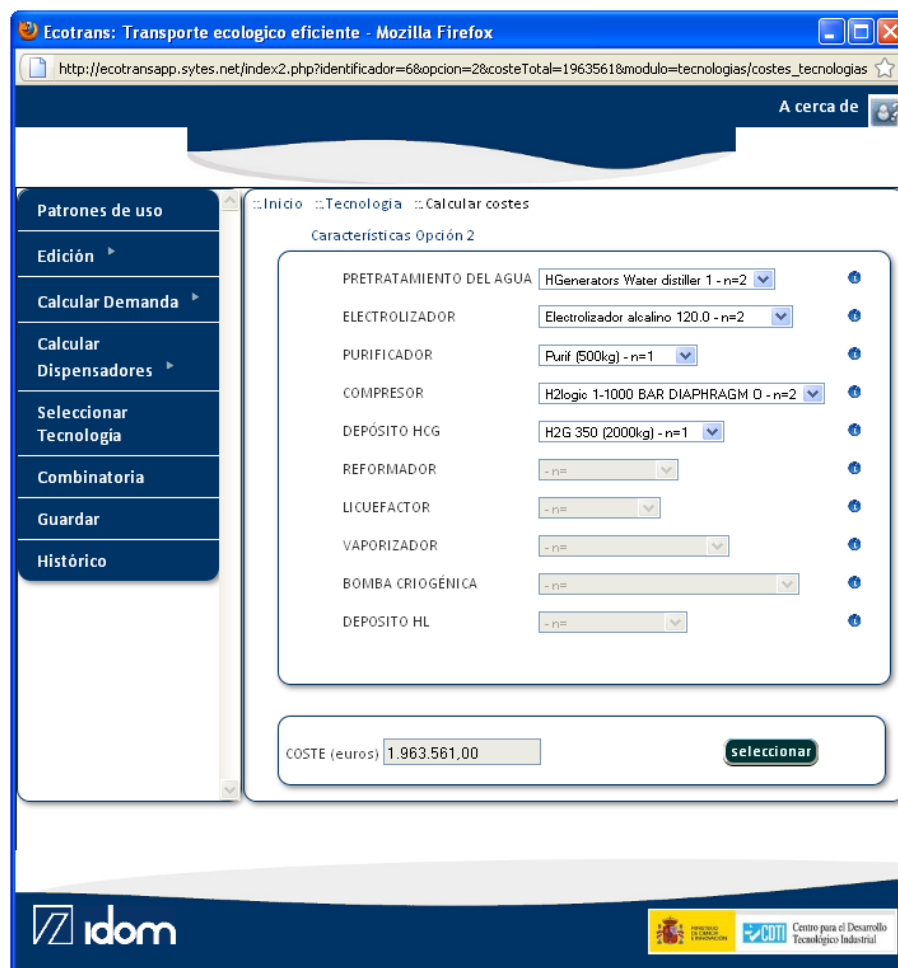 Ecotrans: Transporte ecologico eficiente - Mozilla Firefox
http://ecotransapp.sytes.net/index2.php?identificador=6&opcion=2&costeTotal=1963561&modulo=tecnologias/costes_tecnologias
A cerca de
Patrones de uso
Edición
Calcular Demanda
Calcular
Dispensadores
Seleccionar
Tecnología
Combinatoria
Guardar
Histórico
::.Inicio ::.Tecnologia ::.Calcular costes
Características Opción 2
PRETRATAMIENTO DEL AGUA HGenerators Water distiller 1 - n=2
ELECTROLIZADOR Electrolizador alcalino 120.0 - n=2
PURIFICADOR Purif (500kg) - n=1
COMPRESOR H2logic 1-1000 BAR DIAPHRAGM O - n=2
DEPÓSITO HCG H2G 350 (2000kg) - n=1
REFORMADOR - n=
LICUEFACTOR - n=
VAPORIZADOR - n=
BOMBA CRIOGÉNICA - n=
DEPOSITO HL - n=
COSTE (euros) 1.963.561,00 seleccionar
idom
MINISTERIO
DE CIENCIA
E INNOVACIÓN
CDTI
Centro para el Desarrollo
Tecnológico Industrial